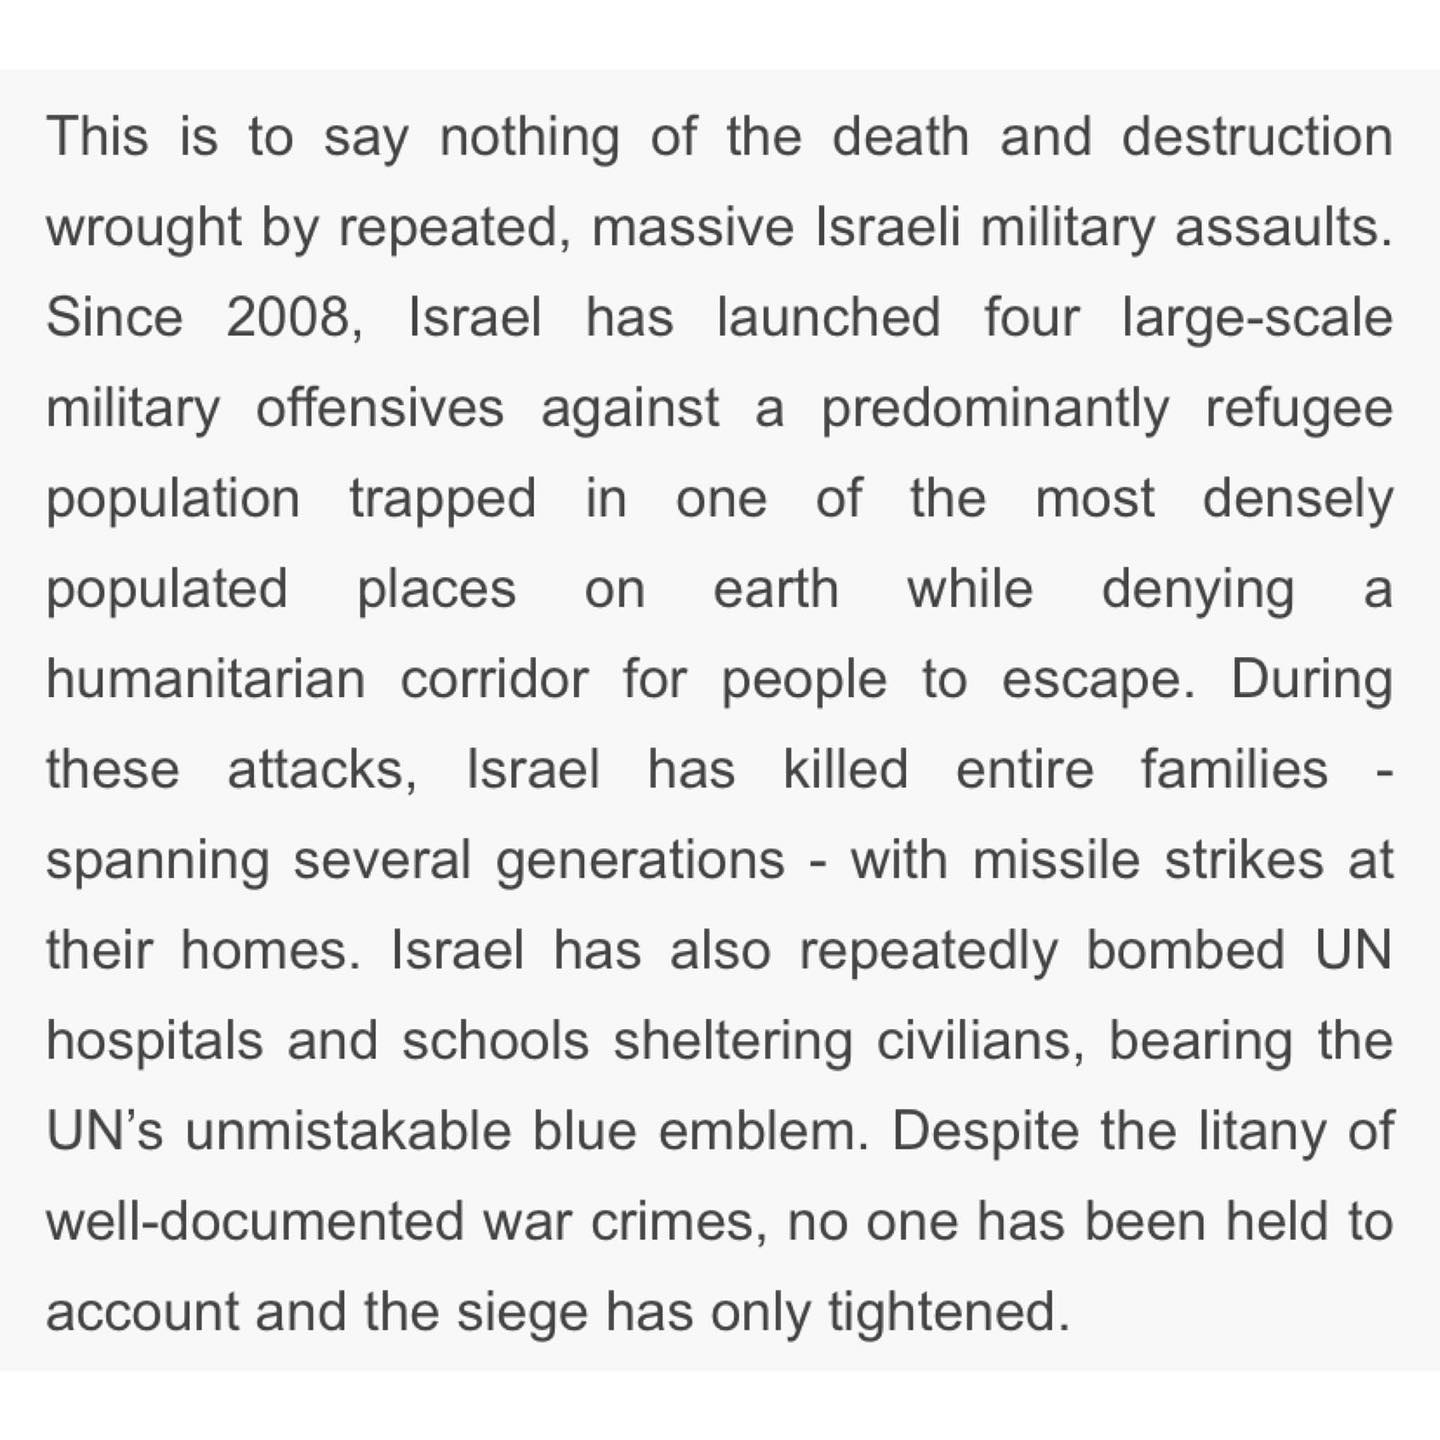 This is to say nothing of the death and destruction
wrought by repeated, massive Israeli military assaults.
Since 2008, Israel has launched four large-scale
military offensives against a predominantly refugee
population trapped in one of the most densely
populated places on earth while denying a
humanitarian corridor for people to escape. During
these attacks, Israel has killed entire families -
spanning several generations - with missile strikes at
their homes. Israel has also repeatedly bombed UN
hospitals and schools sheltering civilians, bearing the
UN’s unmistakable blue emblem. Despite the litany of
well-documented war crimes, no one has been held to
account and the siege has only tightened.